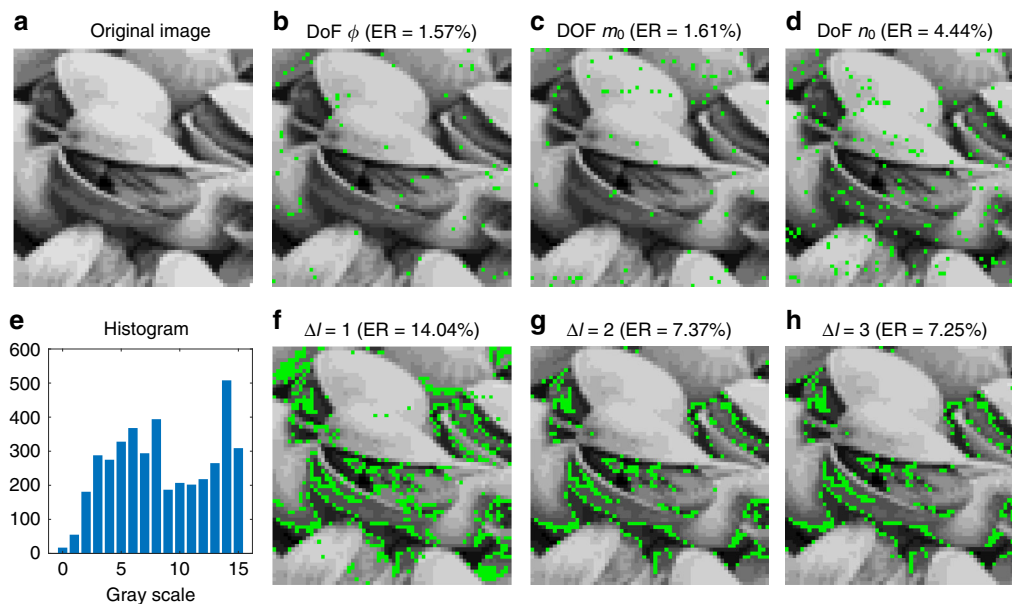 a Original image
b DoF ϕ (ER = 1.57%)
c DOF m₀ (ER = 1.61%)
d DoF n₀ (ER = 4.44%)
e Histogram
600
500
400
300
200
100
0
0 5 10 15
Gray scale
f ΔI = 1 (ER = 14.04%)
g ΔI = 2 (ER = 7.37%)
h ΔI = 3 (ER = 7.25%)